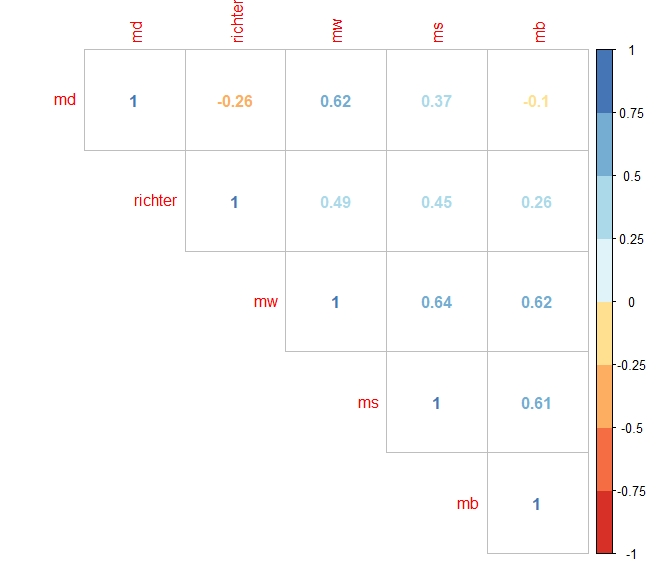 md richter mw ms mb
md 1 -0.26 0.62 0.37 -0.1
richter 1 0.49 0.45 0.26
mw 1 0.64 0.62
ms 1 0.61
mb 1
1
0.75
0.5
0.25
0
-0.25
-0.5
-0.75
-1